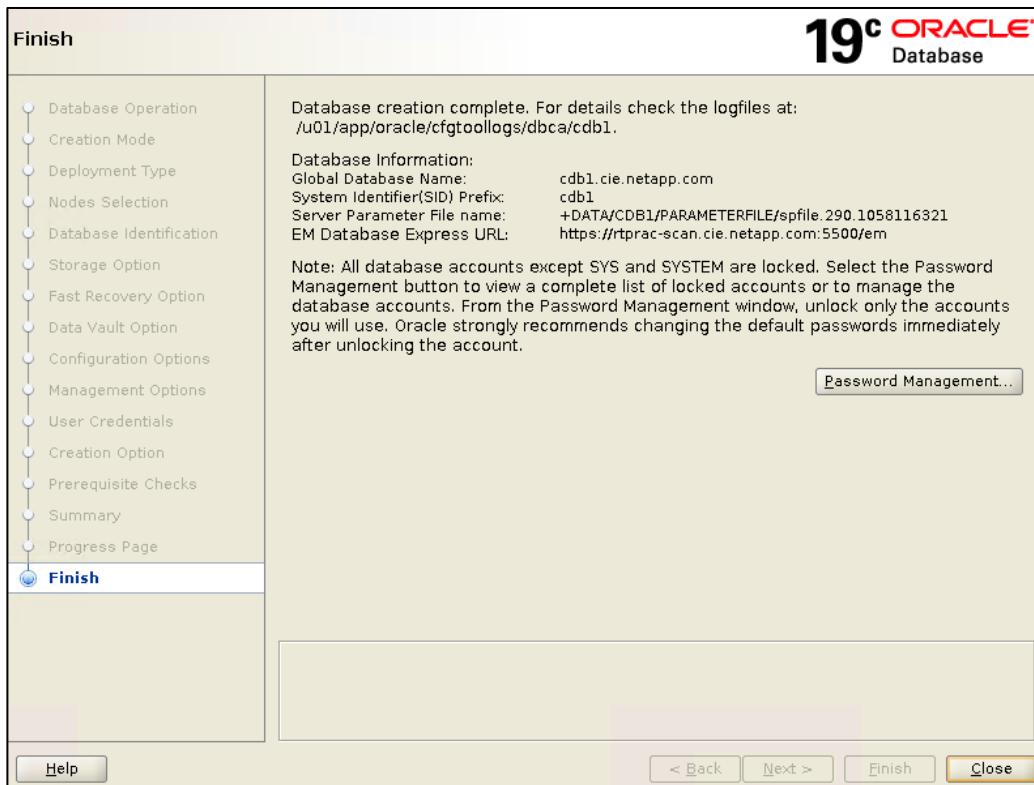 Finish
19c ORACLE
Database
Database Operation
Creation Mode
Deployment Type
Nodes Selection
Database Identification
Storage Option
Fast Recovery Option
Data Vault Option
Configuration Options
Management Options
User Credentials
Creation Option
Prerequisite Checks
Summary
Progress Page
Finish
Database creation complete. For details check the logfiles at:
/u01/app/oracle/cfgtoollogs/dbca/cdb1.
Database Information:
Global Database Name: cdb1.cie.netapp.com
System Identifier(SID) Prefix: cdb1
Server Parameter File name: +DATA/CDB1/PARAMETERFILE/spfile.290.1058116321
EM Database Express URL: https://rtprac-scan.cie.netapp.com:5500/em
Note: All database accounts except SYS and SYSTEM are locked. Select the Password
Management button to view a complete list of locked accounts or to manage the
database accounts. From the Password Management window, unlock only the accounts
you will use. Oracle strongly recommends changing the default passwords immediately
after unlocking the account.
Password Management...
Help
< Back
Next >
Finish
Close